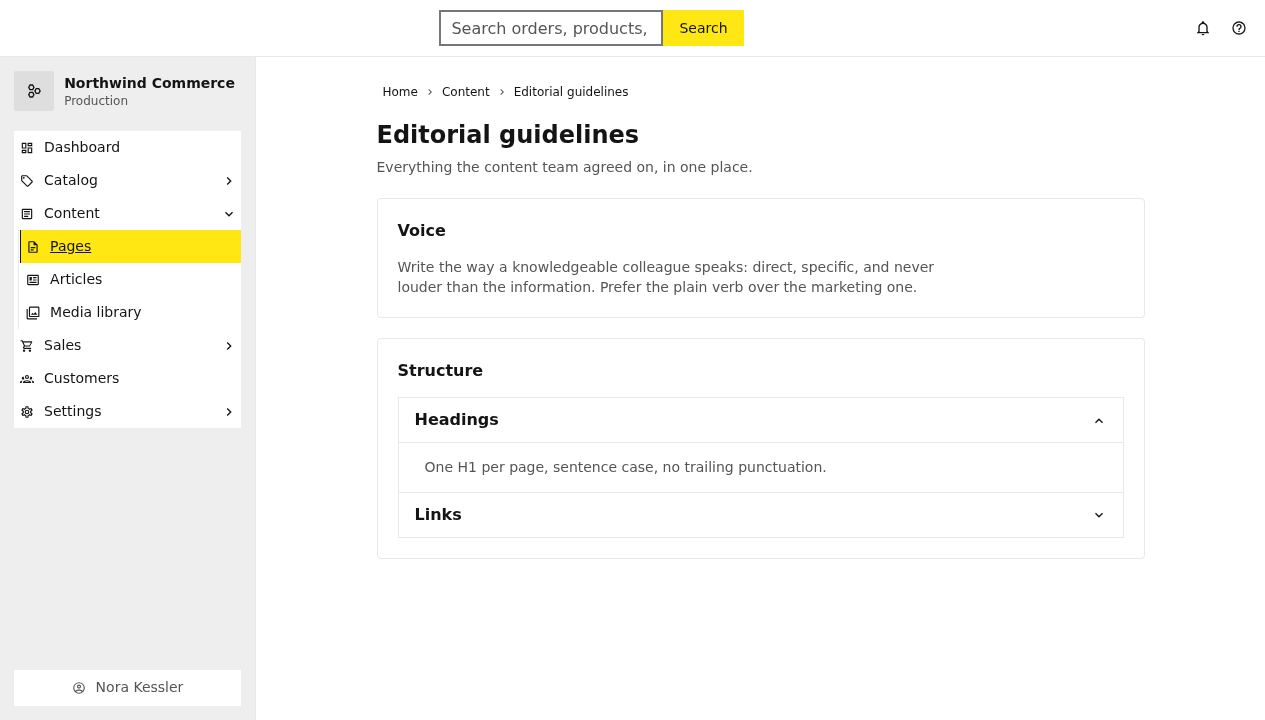 Search orders, products,
Search
Northwind Commerce
Production
Dashboard
Catalog
Content
Pages
Articles
Media library
Sales
Customers
Settings
Nora Kessler
Home
Content
Editorial guidelines
Editorial guidelines
Everything the content team agreed on, in one place.
Voice
Write the way a knowledgeable colleague speaks: direct, specific, and never
louder than the information. Prefer the plain verb over the marketing one.
Structure
Headings
One H1 per page, sentence case, no trailing punctuation.
Links